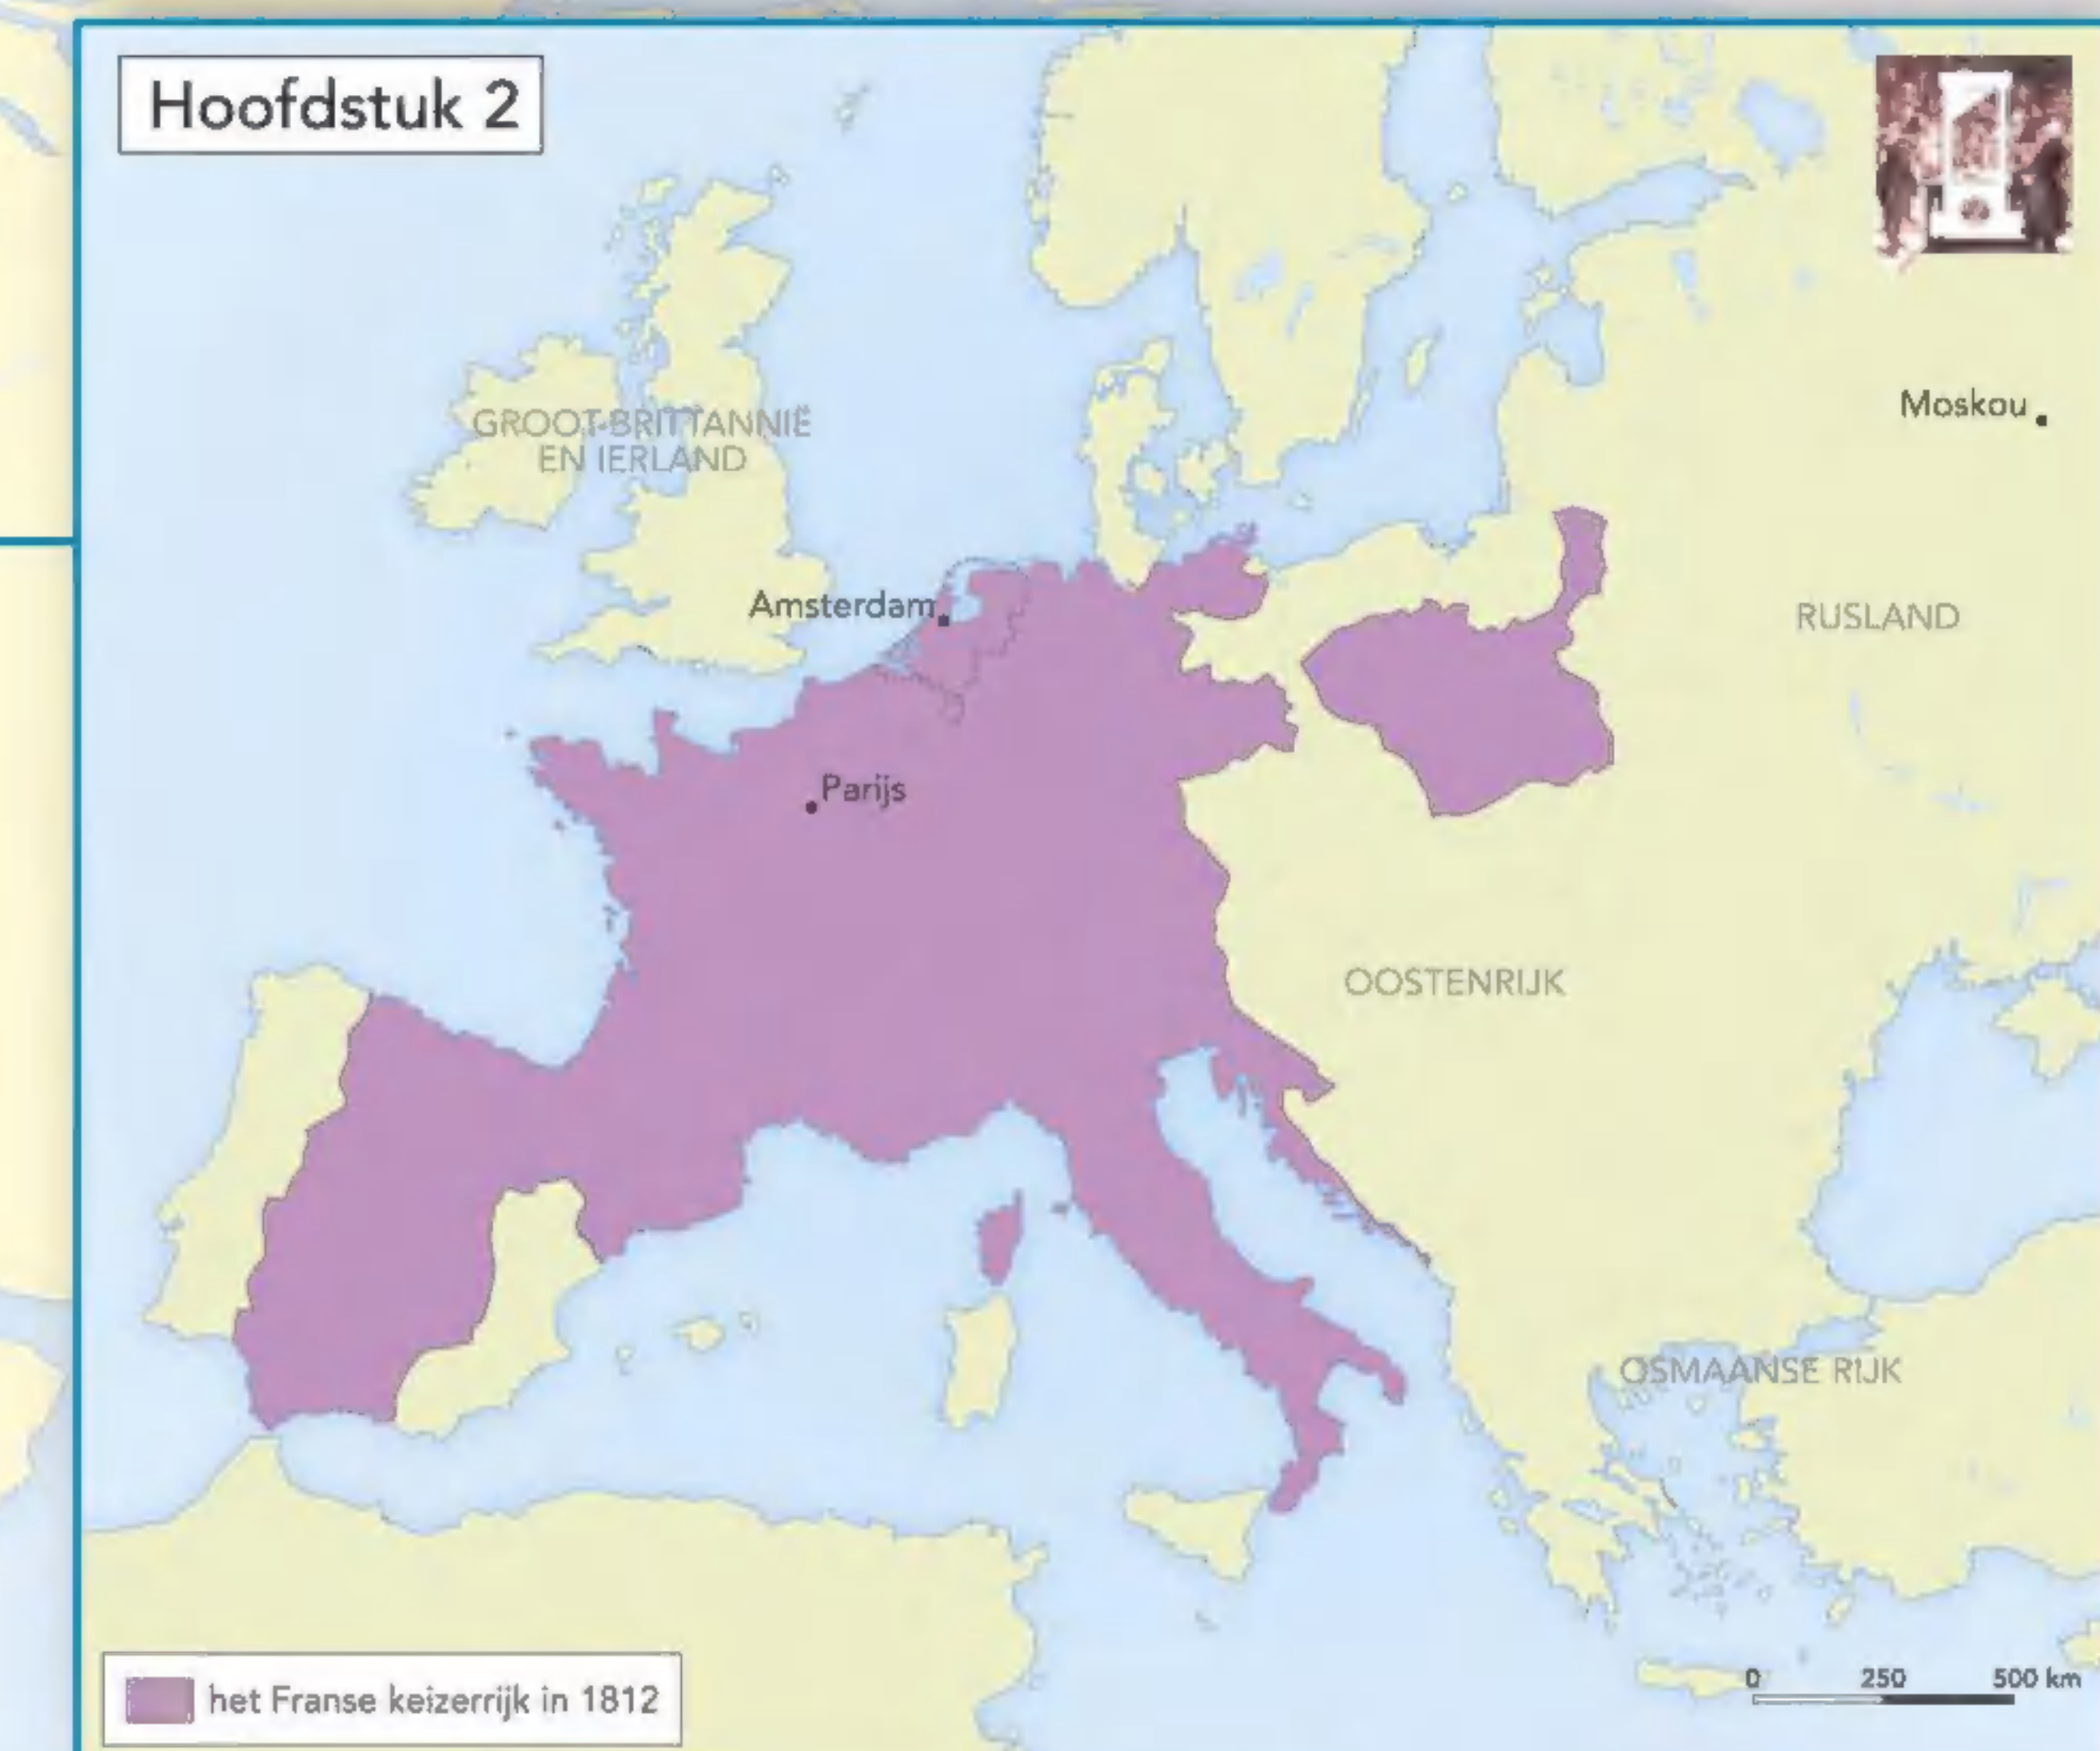 Hoofdstuk 2
Moskou
GROOT-BRITTANNIË
EN IERLAND
Amsterdam
RUSLAND
Parijs
OOSTENRIJK
OSMAANSE RIJK
0 250 500 km
het Franse keizerrijk in 1812